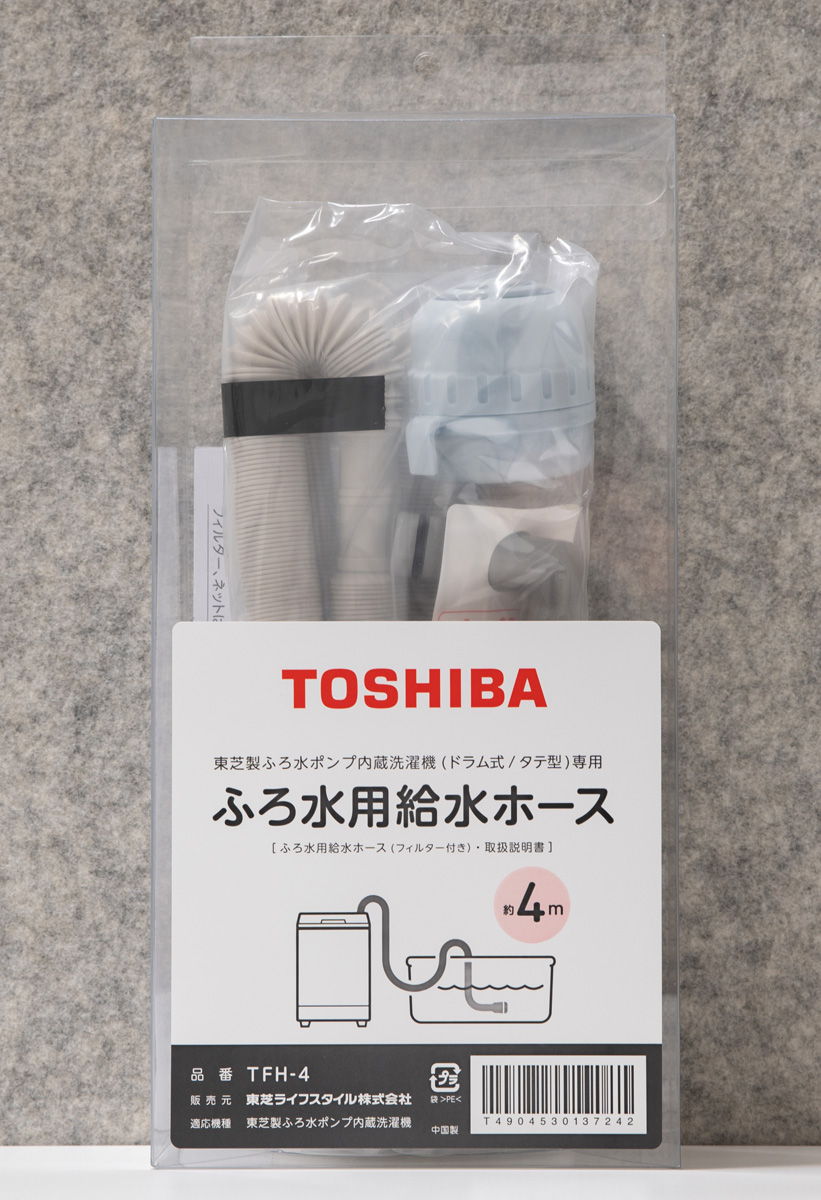 フィルター、ネットに
TOSHIBA
東芝製ふろ水ポンプ内蔵洗濯機(ドラム式/タテ型)専用
ふろ水用給水ホース
[ふろ水用給水ホース(フィルター付き)・取扱説明書]
約4m
品番 TFH-4
販売元 東芝ライフスタイル株式会社
適応機種 東芝製ふろ水ポンプ内蔵洗濯機
プラ
袋 >PE<
中国製
T4904530137242